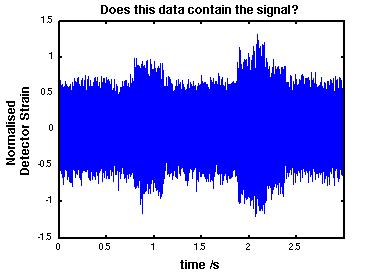 Does this data contain the signal?
1.5
1
0.5
0
-0.5
-1
-1.5
Normalised
Detector Strain
0 0.5 1 1.5 2 2.5
time /s